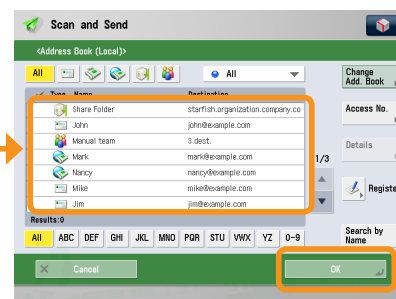 Scan and Send
<Address Book (Local)>
All
All
Change
Add. Book
Type Name Destination
Share Folder starfish.organization.company.co
Access No.
John john@example.com
Manual team 3 dest.
Details
Mark mark@example.com
1/3
Nancy nancy@example.com
Mike mike@example.com
Registe
Jim jim@example.com
Results:0
All ABC DEF GHI JKL MNO PQR STU VWX YZ 0-9
Search by
Name
Cancel
OK